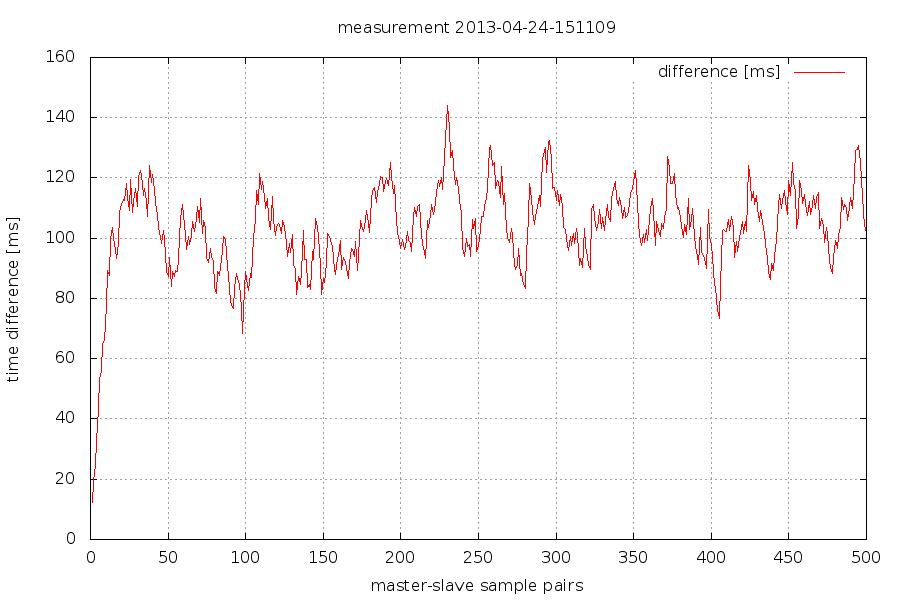 measurement 2013-04-24-151109
difference [ms]
160
140
120
100
80
60
40
20
0
time difference [ms]
0 50 100 150 200 250 300 350 400 450 500
master-slave sample pairs